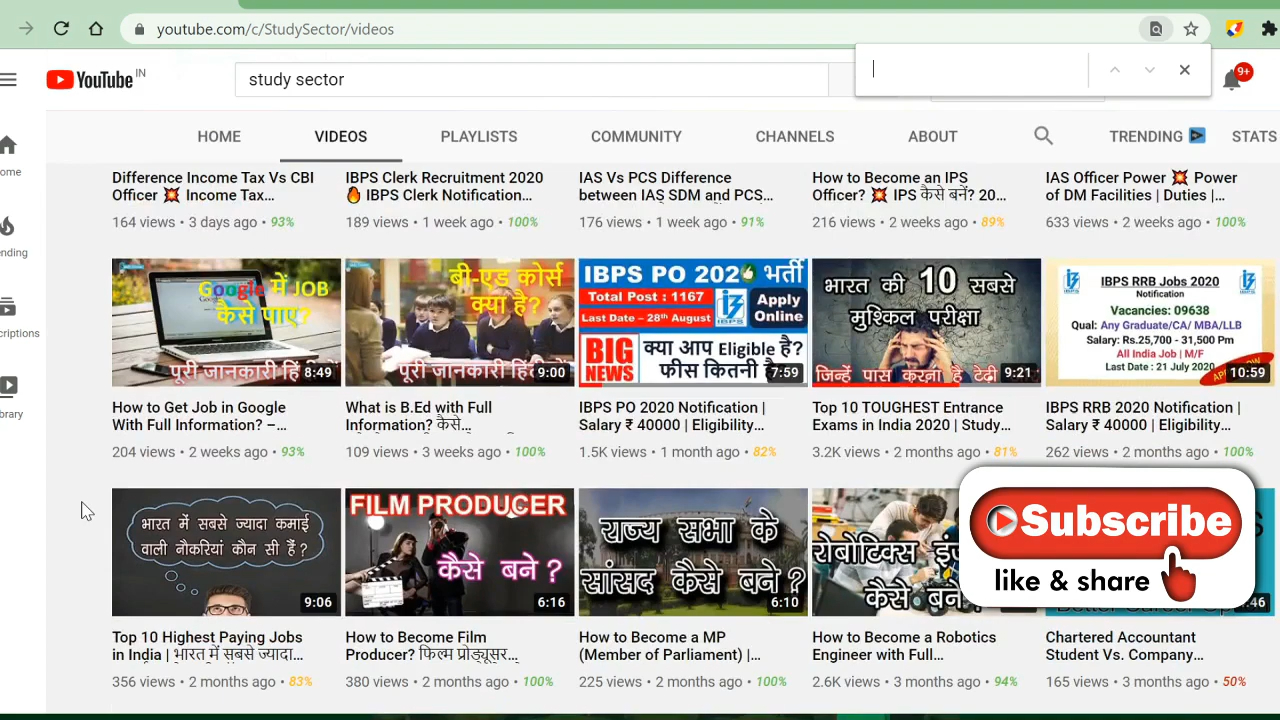 youtube.com/c/StudySector/videos
YouTube IN
study sector
9+
HOME
VIDEOS
PLAYLISTS
COMMUNITY
CHANNELS
ABOUT
TRENDING
STATS
ome
ending
criptions
brary
Difference Income Tax Vs CBI
Officer 💥 Income Tax...
164 views • 3 days ago • 93%
IBPS Clerk Recruitment 2020
🔥 IBPS Clerk Notification...
189 views • 1 week ago • 100%
IAS Vs PCS Difference
between IAS SDM and PCS...
176 views • 1 week ago • 91%
How to Become an IPS
Officer? 💥 IPS कैसे बनें? 20...
216 views • 2 weeks ago • 89%
IAS Officer Power 💥 Power
of DM Facilities | Duties |...
633 views • 2 weeks ago • 100%
Google में JOB
कैसे पाए?
पूरी जानकारी हिं
8:49
How to Get Job in Google
With Full Information? –
204 views • 2 weeks ago • 93%
बी-एड कोर्स
क्या है?
पूरी जानकारी हिं
9:00
What is B.Ed with Full
Information? कैसे...
109 views • 3 weeks ago • 100%
IBPS PO 202 भर्ती
Total Post : 1167
Last Date – 28th August
IBPS
Apply
Online
BIG
NEWS
क्या आप Eligible है?
फीस कितनी है
7:59
IBPS PO 2020 Notification |
Salary ₹ 40000 | Eligibility...
1.5K views • 1 month ago • 82%
भारत की 10 सबसे
मुश्किल परीक्षा
जिन्हें पास करना है टेढ़ी
9:21
Top 10 TOUGHEST Entrance
Exams in India 2020 | Study...
3.2K views • 2 months ago • 81%
IBPS RRB Jobs 2020
Notification
Vacancies: 09638
Qual: Any Graduate/CA/ MBA/LLB
Salary: Rs.25,700 - 31,500 Pm
All India Job | M/F
Last Date : 21 July 2020
10:59
IBPS RRB 2020 Notification |
Salary ₹ 40000 | Eligibility...
262 views • 2 months ago • 100%
भारत में सबसे ज्यादा कमाई
वाली नौकरियां कौन सी हैं?
9:06
Top 10 Highest Paying Jobs
in India | भारत में सबसे ज्यादा...
356 views • 2 months ago • 83%
FILM PRODUCER
कैसे बने ?
6:16
How to Become Film
Producer? फिल्म प्रोड्यूसर...
380 views • 2 months ago • 100%
राज्य सभा के
सांसद कैसे बने ?
6:10
How to Become a MP
(Member of Parliament) |...
225 views • 2 months ago • 100%
रोबोटिक्स इं
कैसे बने?
How to Become a Robotics
Engineer with Full...
2.6K views • 3 months ago • 94%
:46
Chartered Accountant
Student Vs. Company...
165 views • 3 months ago • 50%
Subscribe
like & share